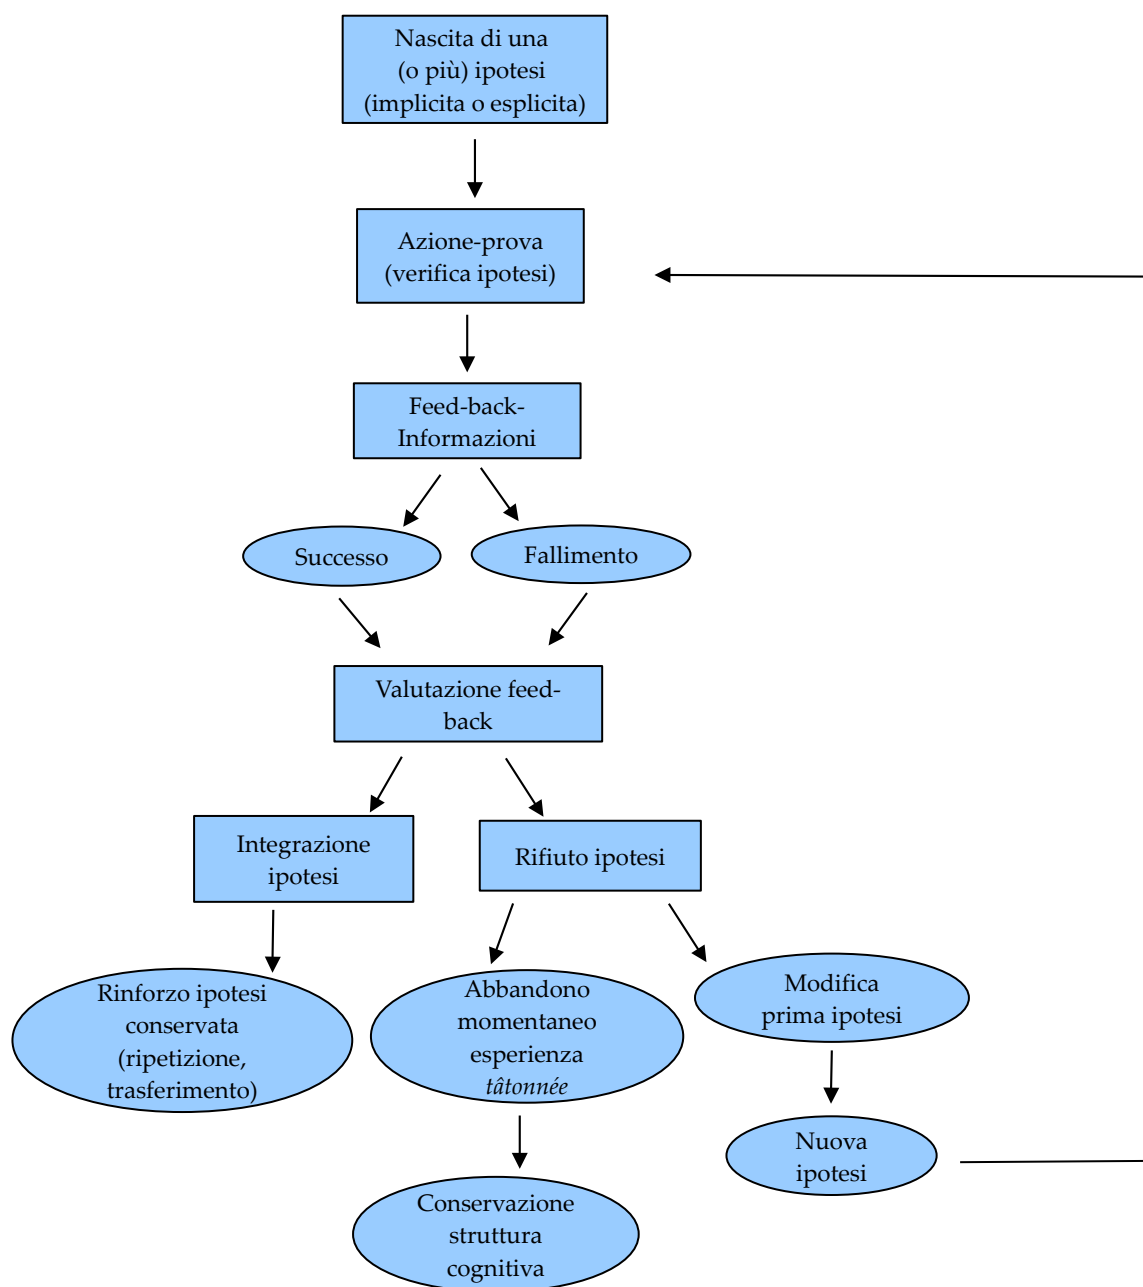 Nascita di una
(o più) ipotesi
(implicita o esplicita)
Azione-prova
(verifica ipotesi)
Feed-back-
Informazioni
Successo
Fallimento
Valutazione feed-
back
Integrazione
ipotesi
Rifiuto ipotesi
Rinforzo ipotesi
conservata
(ripetizione,
trasferimento)
Abbandono
momentaneo
esperienza
tâtonnée
Modifica
prima ipotesi
Nuova
ipotesi
Conservazione
struttura
cognitiva